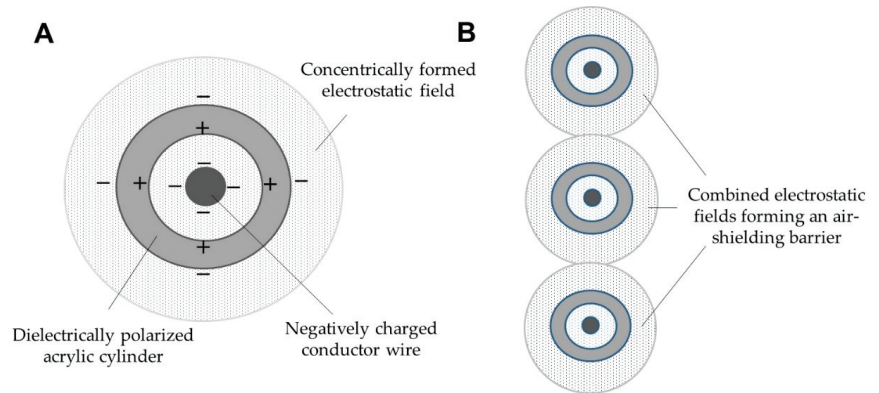 A
Concentrically formed
electrostatic field
−
+
−
− + − − + −
−
+
−
Dielectrically polarized
acrylic cylinder
Negatively charged
conductor wire
B
Combined electrostatic
fields forming an air-
shielding barrier